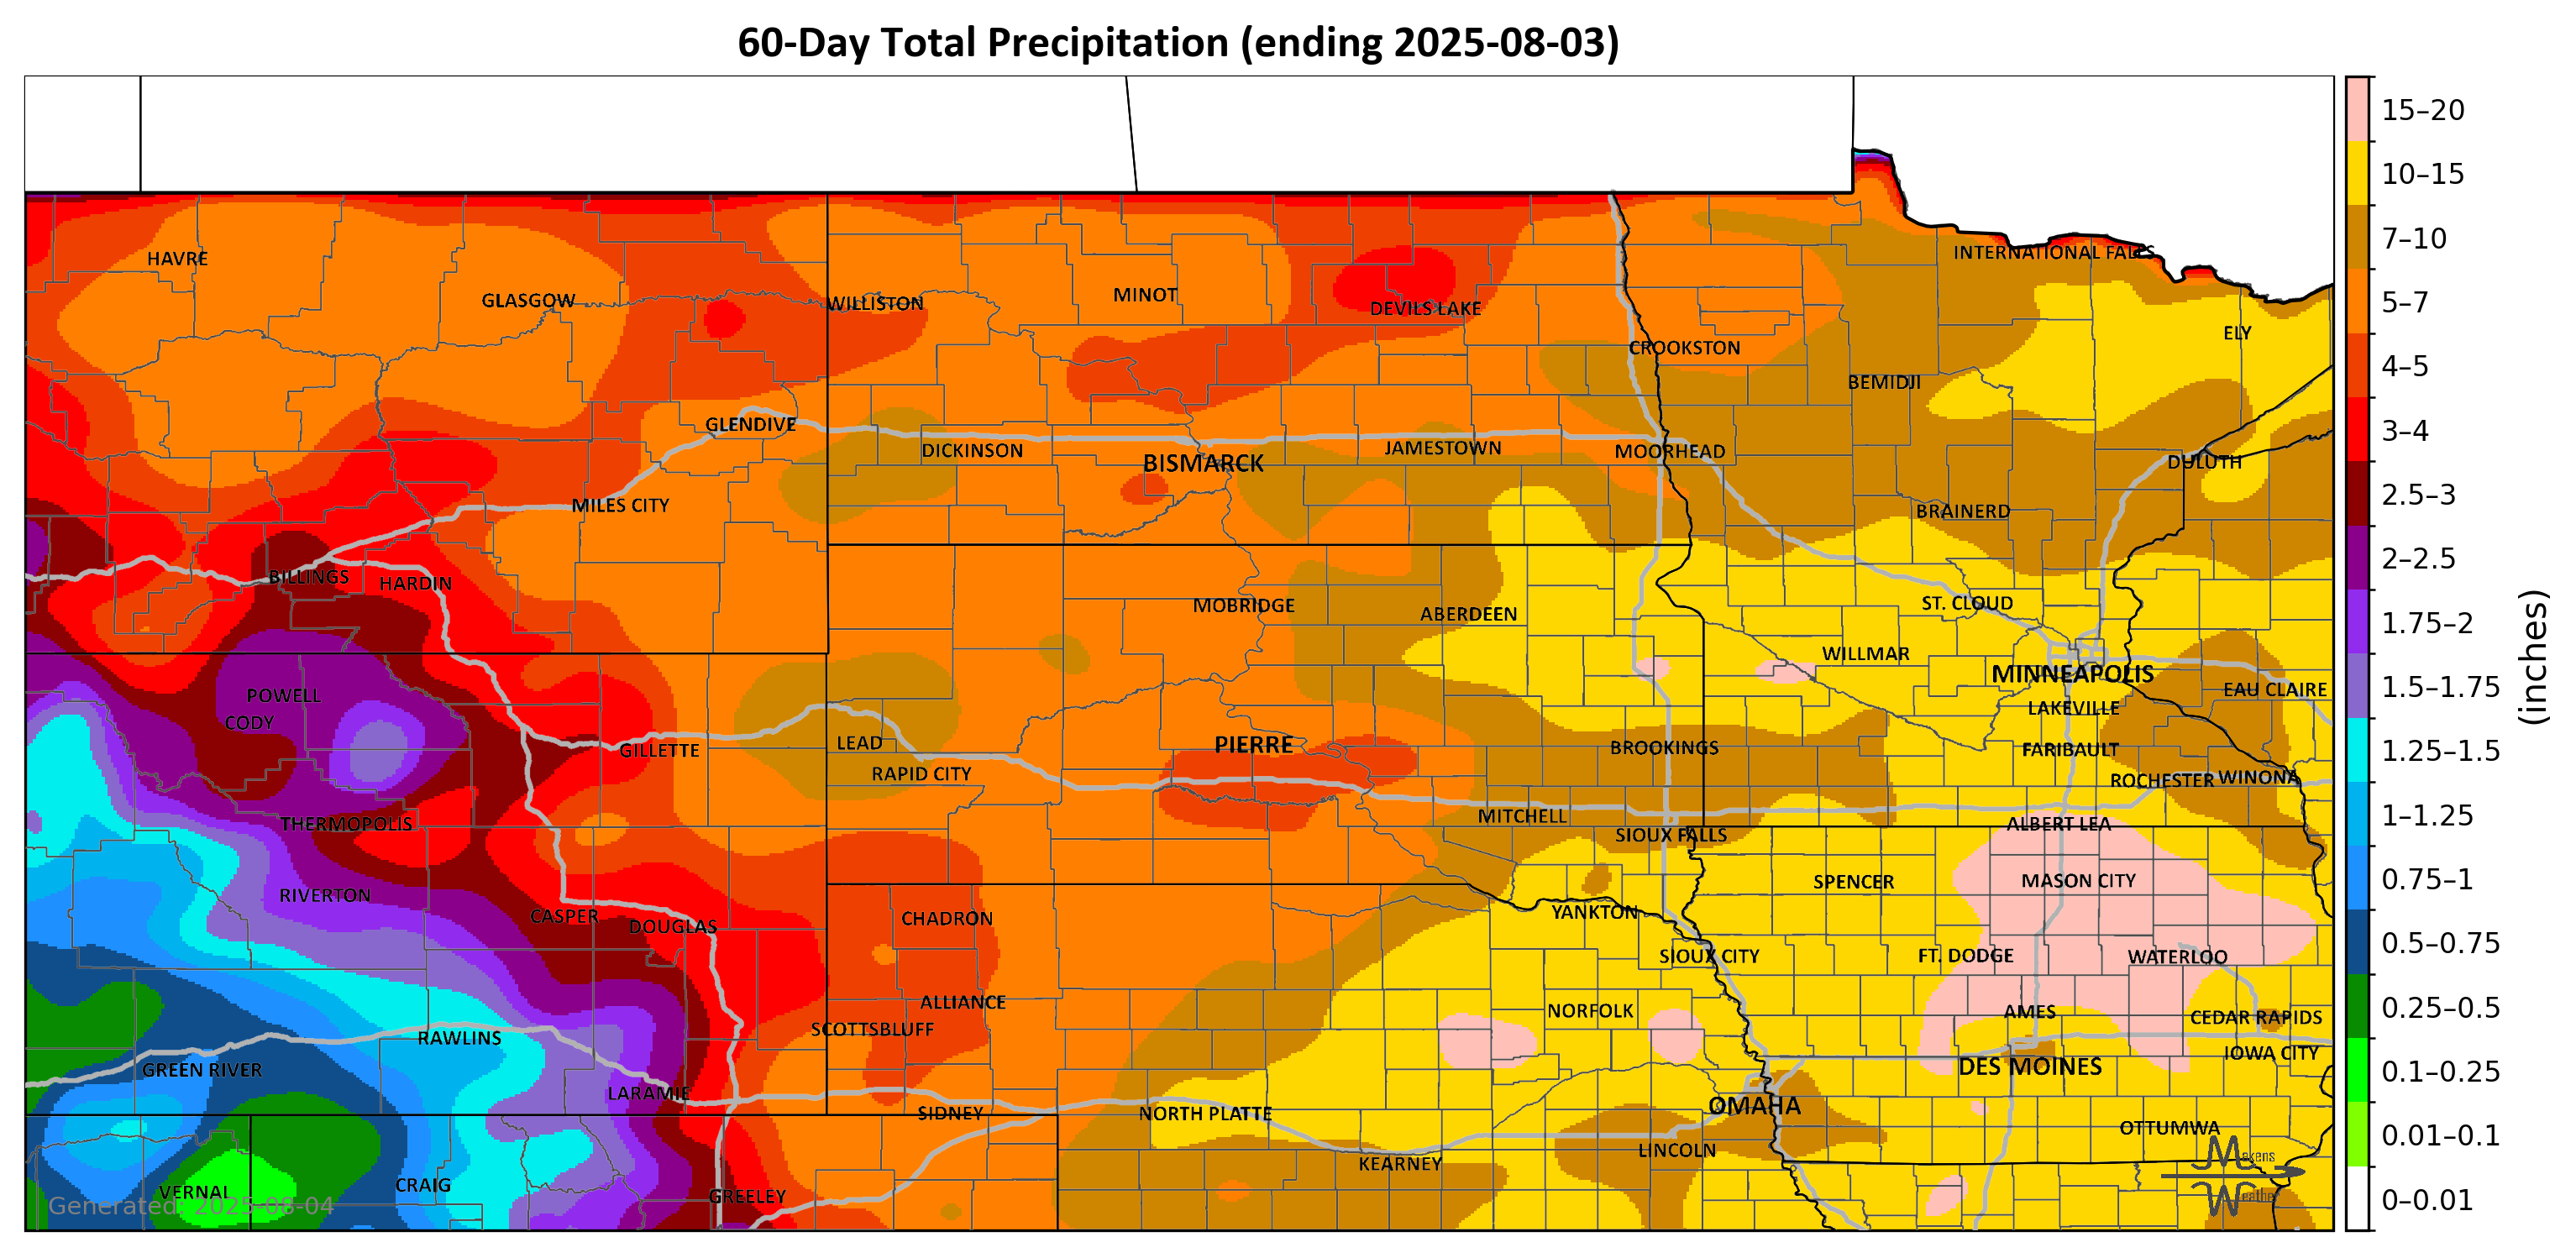 60-Day Total Precipitation (ending 2025-08-03)
15–20
10–15
7–10
5–7
4–5
3–4
2.5–3
2–2.5
1.75–2
1.5–1.75
1.25–1.5
1–1.25
0.75–1
0.5–0.75
0.25–0.5
0.1–0.25
0.01–0.1
0–0.01
(inches)
HAVRE
INTERNATIONAL FALLS
GLASGOW
WILLISTON
MINOT
DEVILS LAKE
ELY
CROOKSTON
BEMIDJI
GLENDIVE
DICKINSON
BISMARCK
JAMESTOWN
MOORHEAD
DULUTH
MILES CITY
BRAINERD
BILLINGS
HARDIN
MOBRIDGE
ABERDEEN
ST. CLOUD
WILLMAR
MINNEAPOLIS
POWELL
EAU CLAIRE
CODY
LAKEVILLE
GILLETTE
LEAD
PIERRE
BROOKINGS
FARIBAULT
RAPID CITY
ROCHESTER
WINONA
THERMOPOLIS
MITCHELL
SIOUX FALLS
ALBERT LEA
RIVERTON
SPENCER
MASON CITY
CASPER
DOUGLAS
CHADRON
YANKTON
SIOUX CITY
FT. DODGE
WATERLOO
ALLIANCE
NORFOLK
AMES
CEDAR RAPIDS
SCOTTSBLUFF
RAWLINS
GREEN RIVER
DES MOINES
IOWA CITY
LARAMIE
SIDNEY
NORTH PLATTE
OMAHA
OTTUMWA
LINCOLN
KEARNEY
VERNAL
CRAIG
GREELEY
Generated: 2025-08-04
Makens
Weather